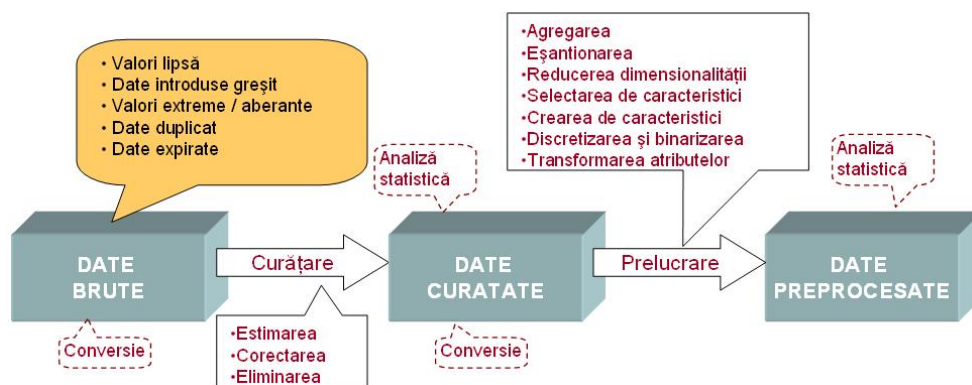 •Valori lipsă
•Date introduse greşit
•Valori extreme / aberante
•Date duplicat
•Date expirate
•Agregarea
•Eşantionarea
•Reducerea dimensionalităţii
•Selectarea de caracteristici
•Crearea de caracteristici
•Discretizarea şi binarizarea
•Transformarea atributelor
Analiză
statistică
Analiză
statistică
DATE
BRUTE
Curăţare
DATE
CURATATE
Prelucrare
DATE
PREPROCESATE
Conversie
•Estimarea
•Corectarea
•Eliminarea
Conversie